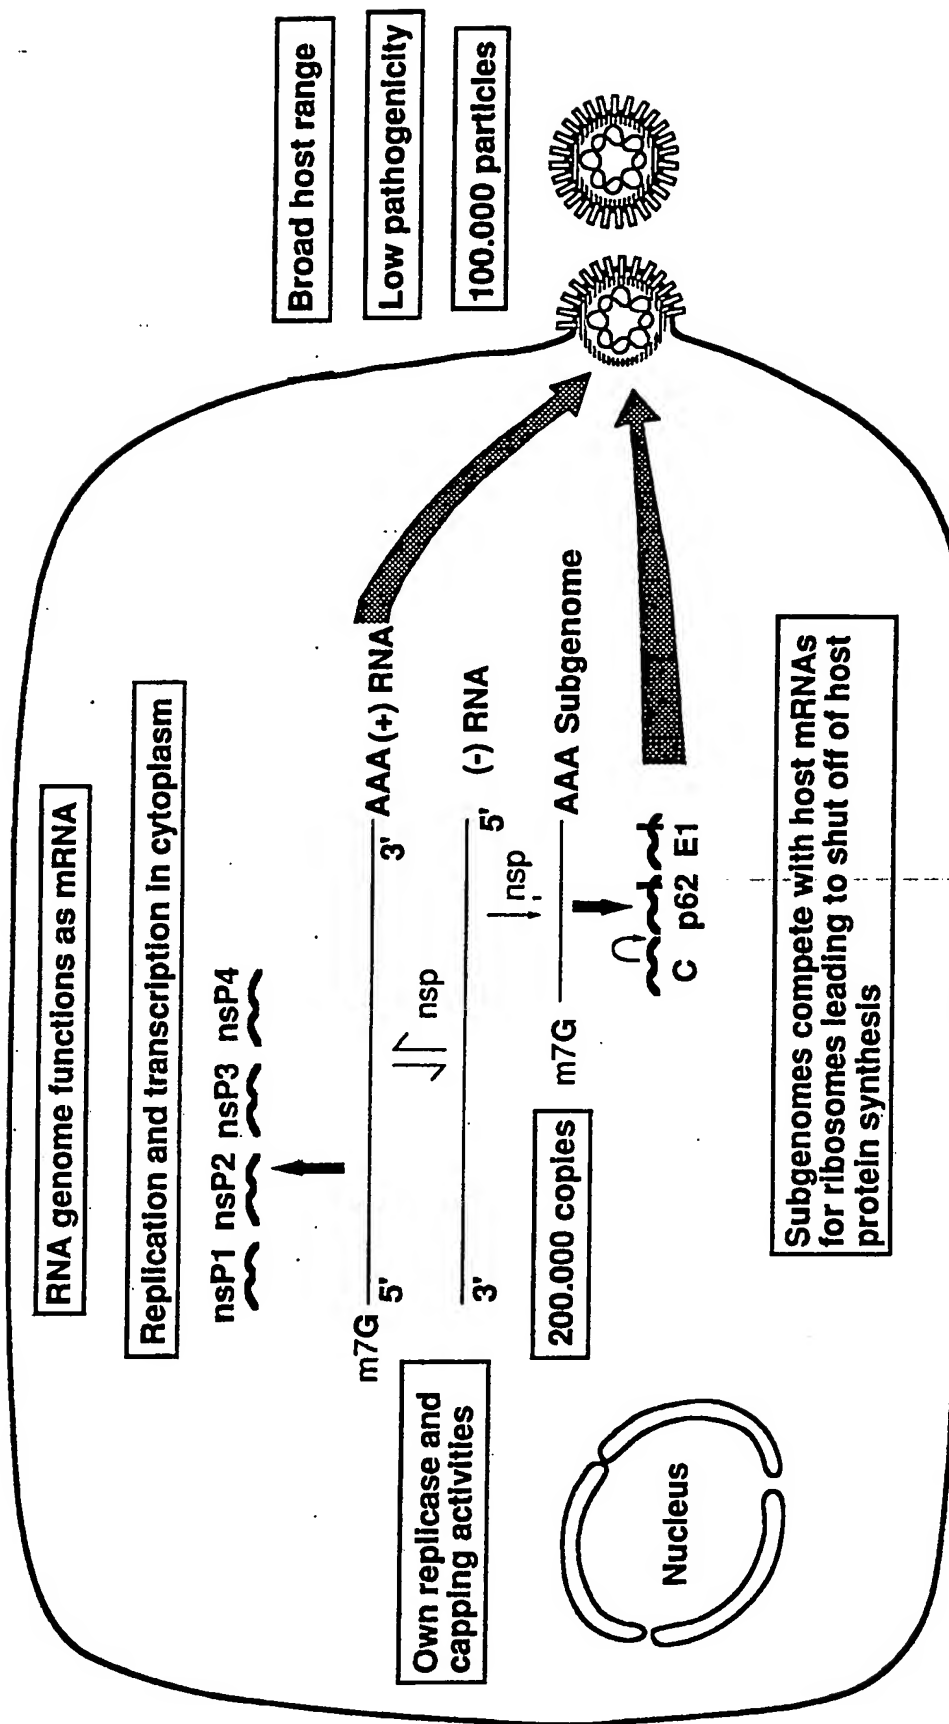 RNA genome functions as mRNA
Replication and transcription in cytoplasm
nsP1 nsP2 nsP3 nsP4
m7G
5'
3'
AAA (+) RNA
nsp
3'
5'
(-) RNA
nsp
Own replicase and
capping activities
200.000 copies
m7G
AAA Subgenome
C p62 E1
Nucleus
Subgenomes compete with host mRNAs
for ribosomes leading to shut off of host
protein synthesis
Broad host range
Low pathogenicity
100.000 particles